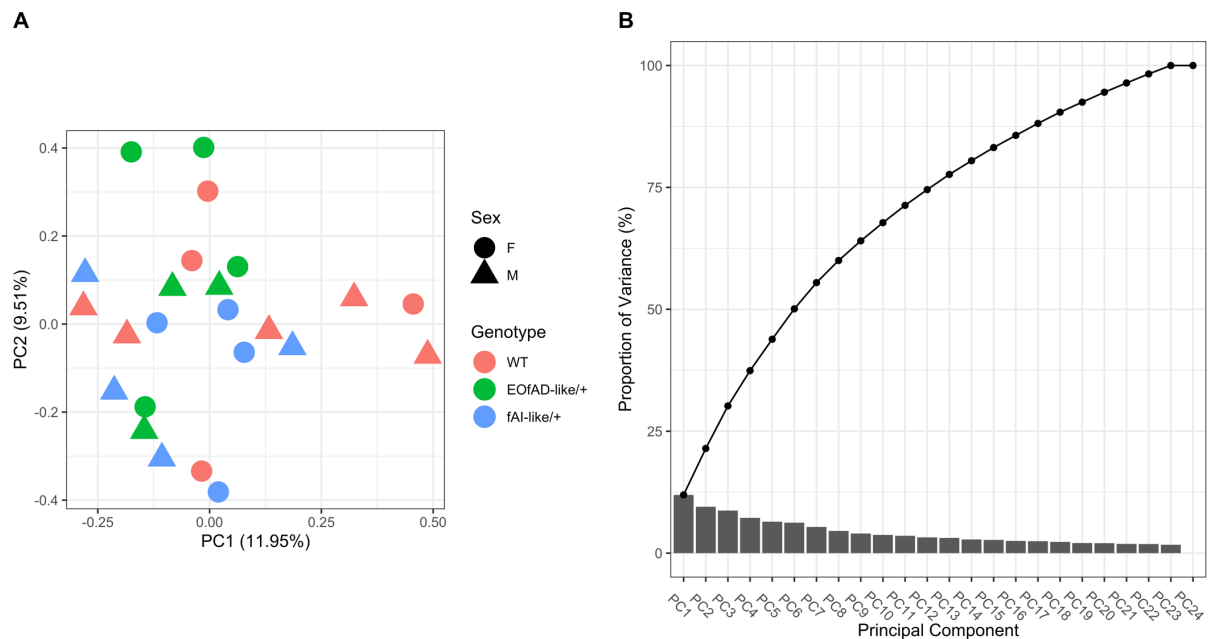 A
0.4
0.2
0.0
-0.2
-0.4
PC2 (9.51%)
-0.25
0.00
0.25
0.50
PC1 (11.95%)
Sex
F
M
Genotype
WT
EOfAD-like/+
fAI-like/+
B
100
75
50
25
0
Proportion of Variance (%)
PC1
PC2
PC3
PC4
PC5
PC6
PC7
PC8
PC9
PC10
PC11
PC12
PC13
PC14
PC15
PC16
PC17
PC18
PC19
PC20
PC21
PC22
PC23
PC24
Principal Component